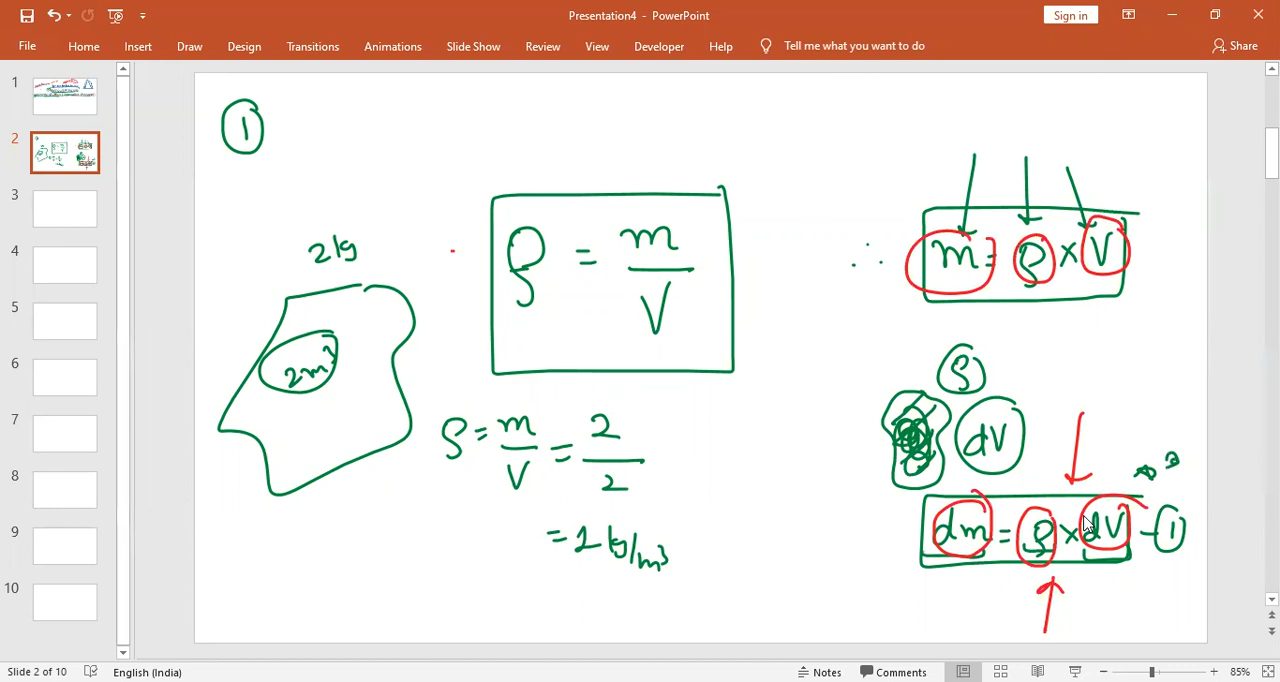 Presentation4 - PowerPoint
Sign in
File Home Insert Draw Design Transitions Animations Slide Show Review View Developer Help Tell me what you want to do Share
1
2
3
4
5
6
7
8
9
10
①
2kg
2m³
ρ = m/V
∴ m = ρ × V
ρ = m/V = 2/2
= 1 kg/m³
ρ
dV
dm = ρ × dV - ①
Slide 2 of 10 English (India) Notes Comments 85%